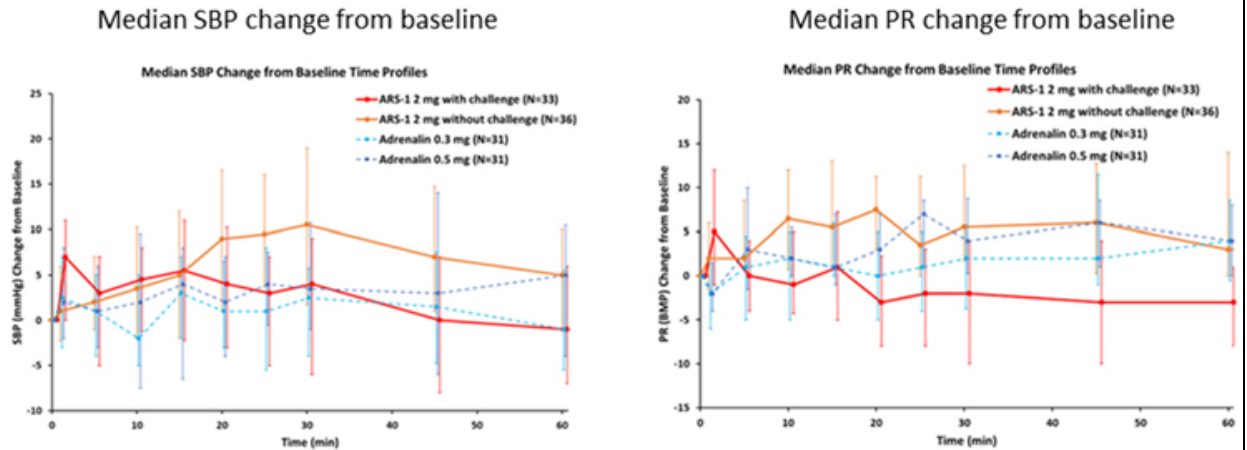 Median SBP change from baseline
Median SBP Change from Baseline Time Profiles
ARS-1 2 mg with challenge (N=33)
ARS-1 2 mg without challenge (N=36)
Adrenalin 0.3 mg (N=31)
Adrenalin 0.5 mg (N=31)
SBP (mmHg) Change from Baseline
25
20
15
10
5
0
-5
-10
0 10 20 30 40 50 60
Time (min)
Median PR change from baseline
Median PR Change from Baseline Time Profiles
ARS-1 2 mg with challenge (N=33)
ARS-1 2 mg without challenge (N=36)
Adrenalin 0.3 mg (N=31)
Adrenalin 0.5 mg (N=31)
PR (BMP) Change from Baseline
20
15
10
5
0
-5
-10
-15
0 10 20 30 40 50 60
Time (min)